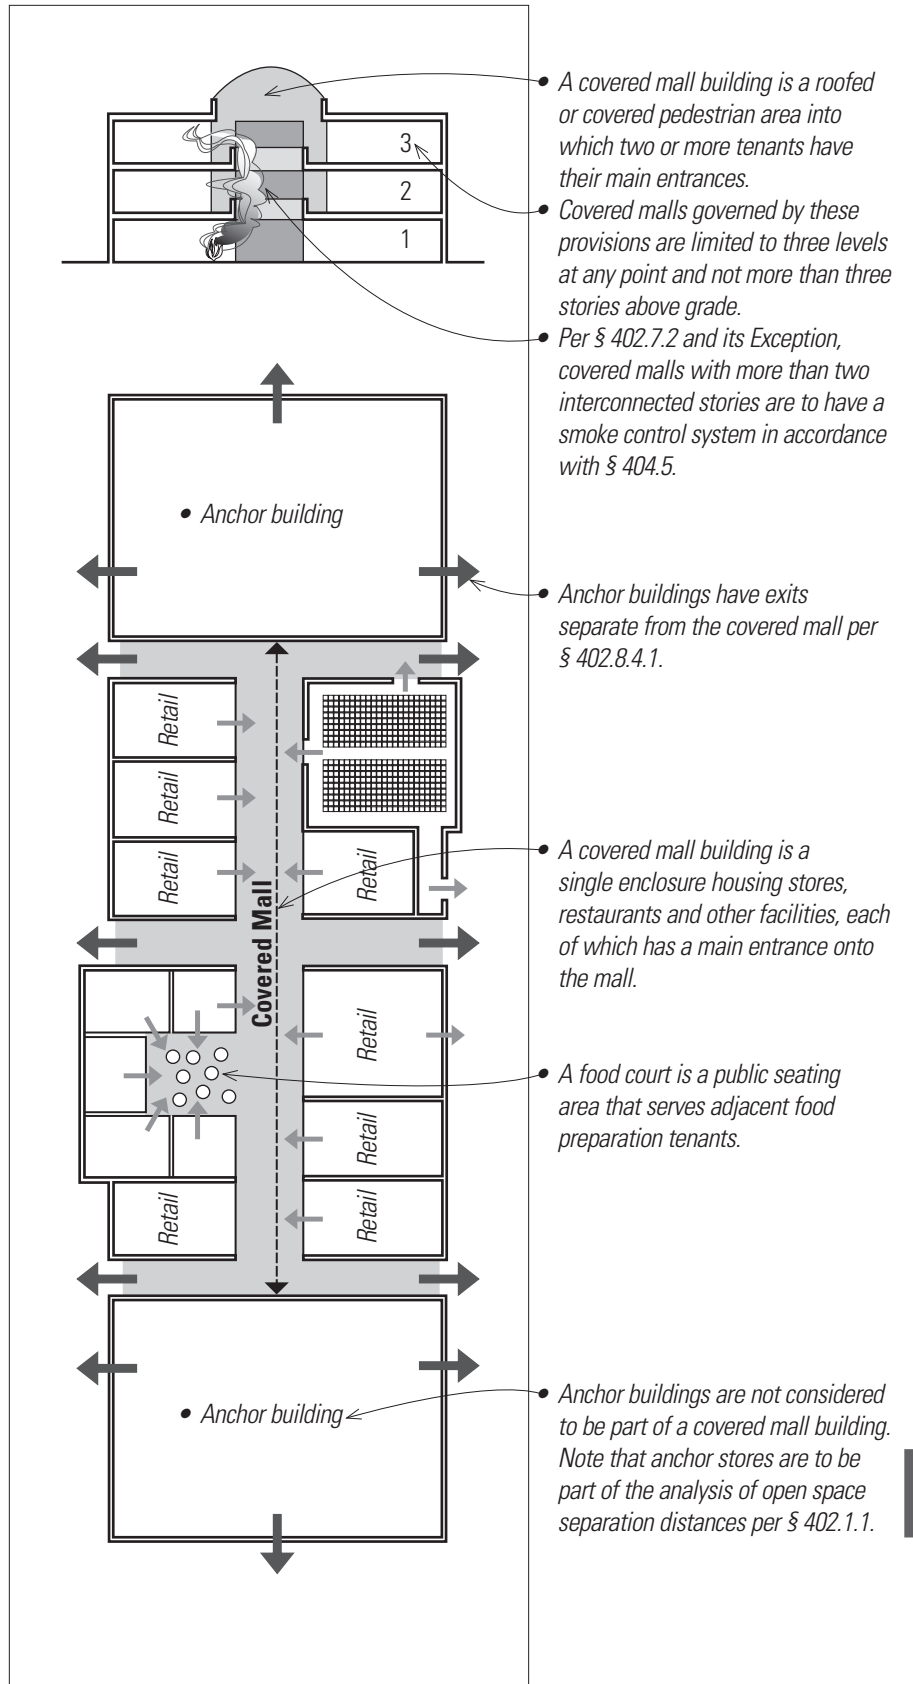 • A covered mall building is a roofed
or covered pedestrian area into
which two or more tenants have
their main entrances.
• Covered malls governed by these
provisions are limited to three levels
at any point and not more than three
stories above grade.
• Per § 402.7.2 and its Exception,
covered malls with more than two
interconnected stories are to have a
smoke control system in accordance
with § 404.5.
3
2
1
• Anchor building
• Anchor buildings have exits
separate from the covered mall per
§ 402.8.4.1.
Retail
Retail
Retail
Retail
Covered Mall
• A covered mall building is a
single enclosure housing stores,
restaurants and other facilities, each
of which has a main entrance onto
the mall.
Retail
• A food court is a public seating
area that serves adjacent food
preparation tenants.
Retail
Retail
Retail
• Anchor building
• Anchor buildings are not considered
to be part of a covered mall building.
Note that anchor stores are to be
part of the analysis of open space
separation distances per § 402.1.1.